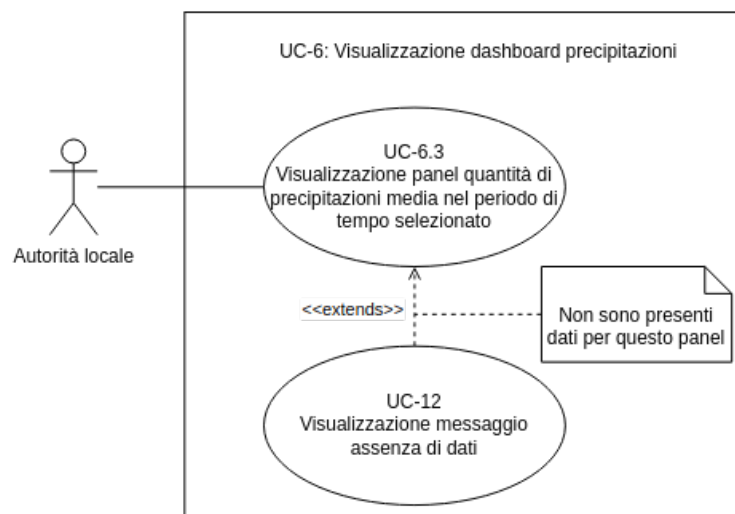 UC-6: Visualizzazione dashboard precipitazioni
UC-6.3
Visualizzazione panel quantità di
precipitazioni media nel periodo di
tempo selezionato
Autorità locale
<<extends>>
Non sono presenti
dati per questo panel
UC-12
Visualizzazione messaggio
assenza di dati